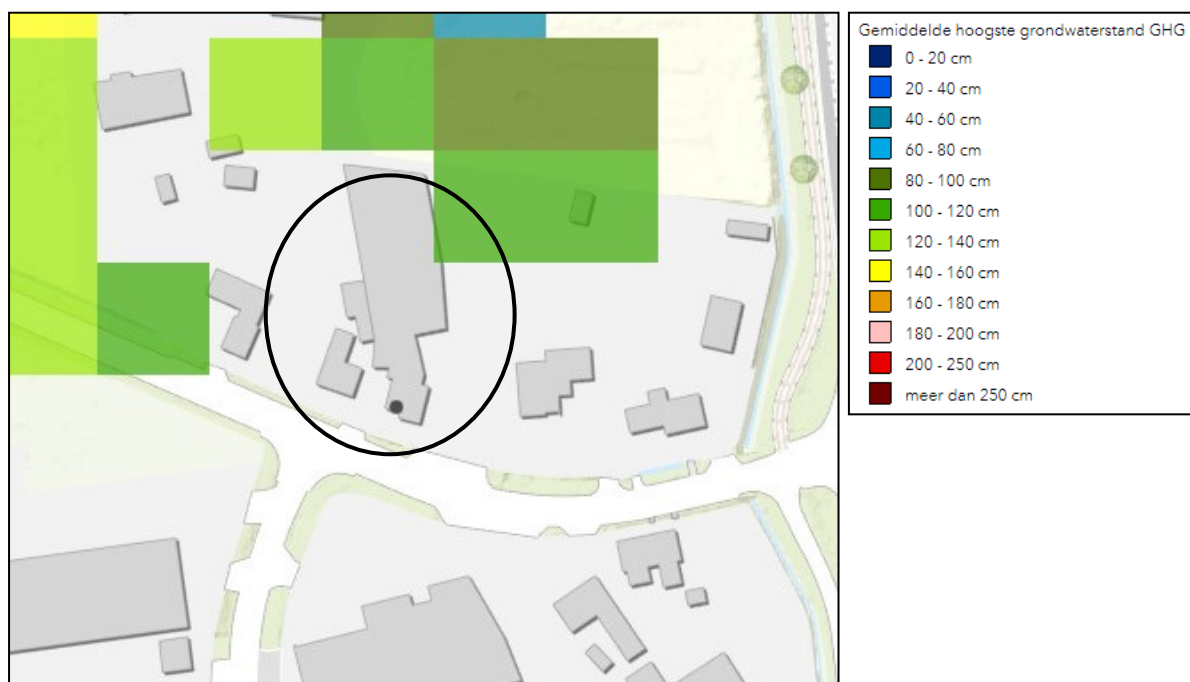 Gemiddelde hoogste grondwaterstand GHG
0 - 20 cm
20 - 40 cm
40 - 60 cm
60 - 80 cm
80 - 100 cm
100 - 120 cm
120 - 140 cm
140 - 160 cm
160 - 180 cm
180 - 200 cm
200 - 250 cm
meer dan 250 cm